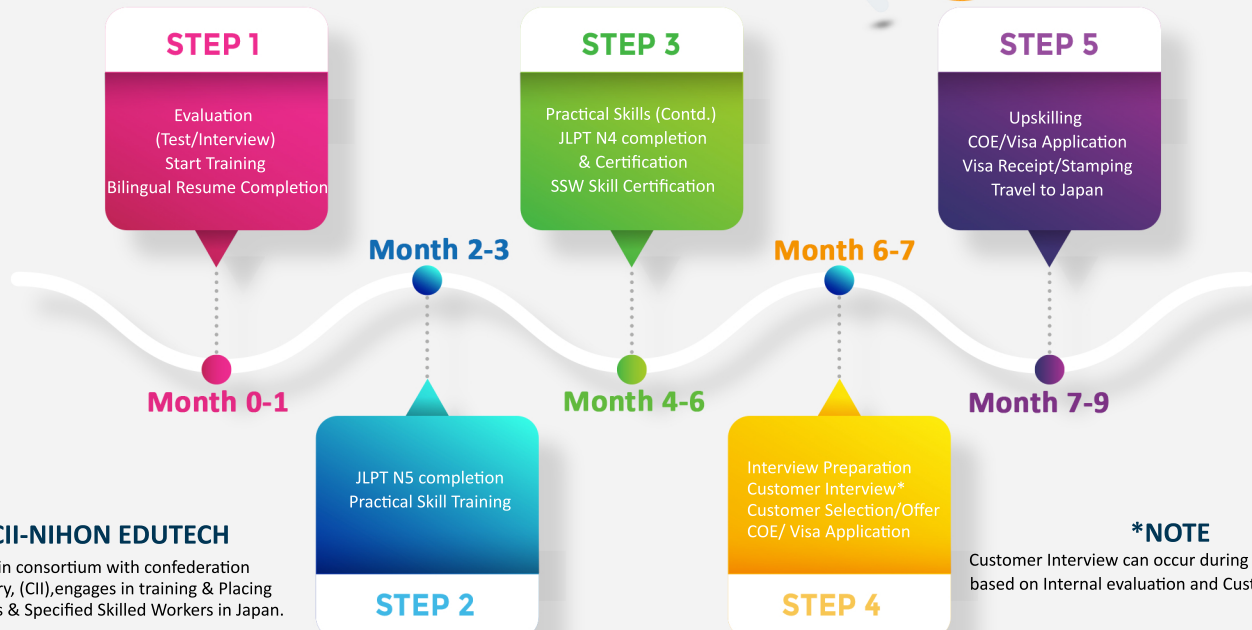 STEP 1
Evaluation
(Test/Interview)
Start Training
Bilingual Resume Completion
Month 0-1
Month 2-3
JLPT N5 completion
Practical Skill Training
STEP 2
STEP 3
Practical Skills (Contd.)
JLPT N4 completion
& Certification
SSW Skill Certification
Month 4-6
Month 6-7
Interview Preparation
Customer Interview*
Customer Selection/Offer
COE/ Visa Application
STEP 4
STEP 5
Upskilling
COE/Visa Application
Visa Receipt/Stamping
Travel to Japan
Month 7-9
CII-NIHON EDUTECH
in consortium with confederation
(CII),engages in training & Placing
& Specified Skilled Workers in Japan.
*NOTE
Customer Interview can occur during
based on Internal evaluation and